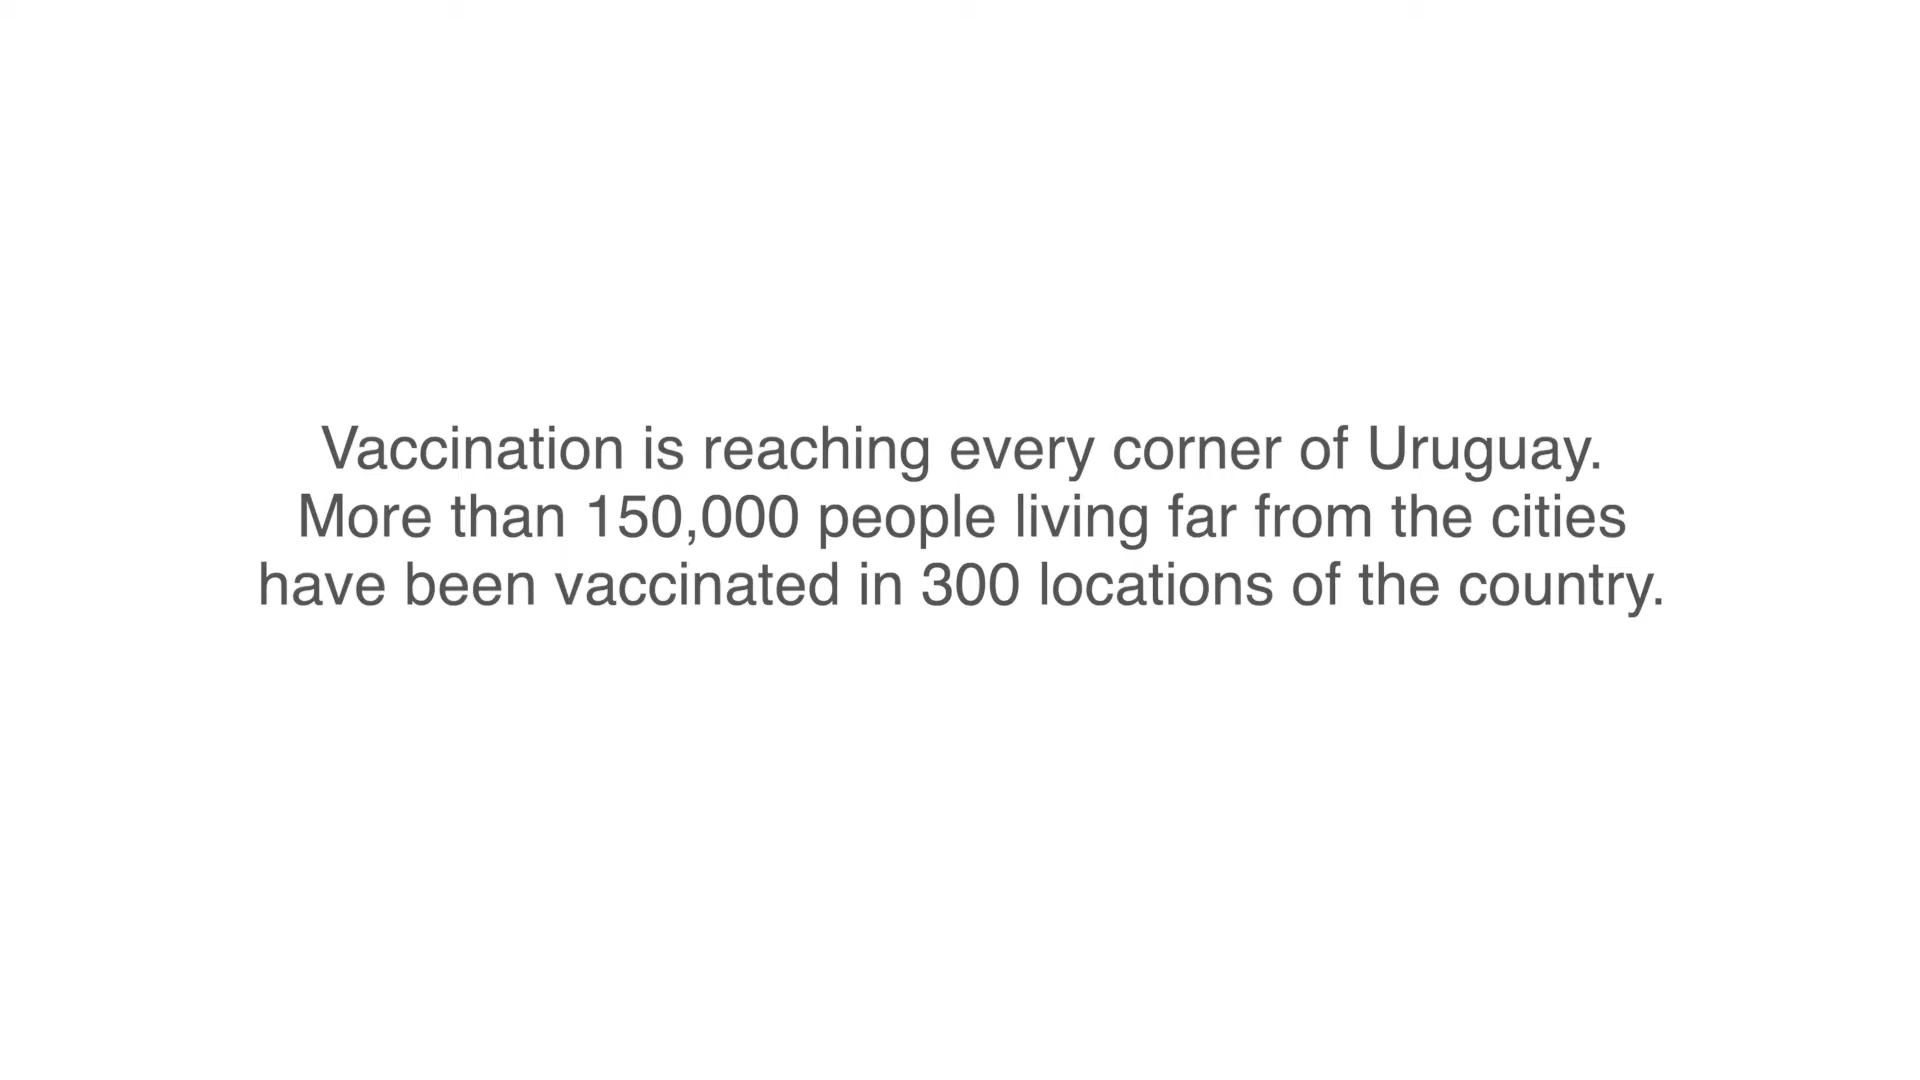 Vaccination is reaching every corner of Uruguay.
More than 150,000 people living far from the cities
have been vaccinated in 300 locations of the country.